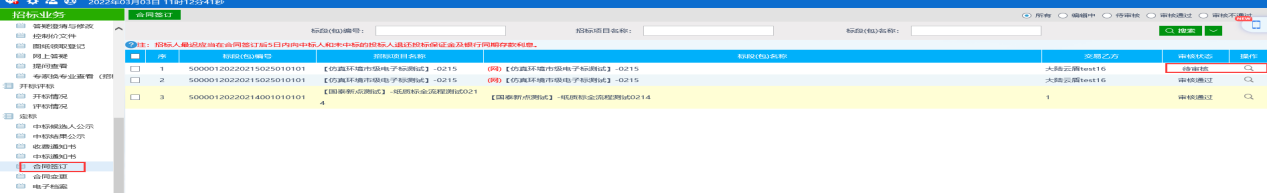 2022年03月03日 11时12分41秒
招标业务
合同签订
所有 编辑中 待审核 审核通过 审核不通过
答疑澄清与修改
控制价文件
图纸领取登记
网上答疑
提问查看
专家换专业查看（招
开标评标
开标情况
评标情况
定标
中标候选人公示
中标结果公示
收费通知书
中标通知书
合同签订
合同变更
电子档案
标段(包)编号： 招标项目名称： 标段(包)名称： 搜索
注：招标人最迟应当在合同签订后5日内向中标人和未中标的投标人退还投标保证金及银行同期存款利息。
序 标段(包)编号 招标项目名称 标段(包)名称 交易乙方 审核状态 操作
1 50000120220215025010101 【仿真环境市级电子标测试】-0215 (网)【仿真环境市级电子标测试】-0215 大陆云盾test16 待审核
2 50000120220215025010101 【仿真环境市级电子标测试】-0215 (网)【仿真环境市级电子标测试】-0215 大陆云盾test16 审核通过
3 50000120220214001010101 【国泰新点测试】-纸质标全流程测试0214 【国泰新点测试】-纸质标全流程测试0214 1 审核通过